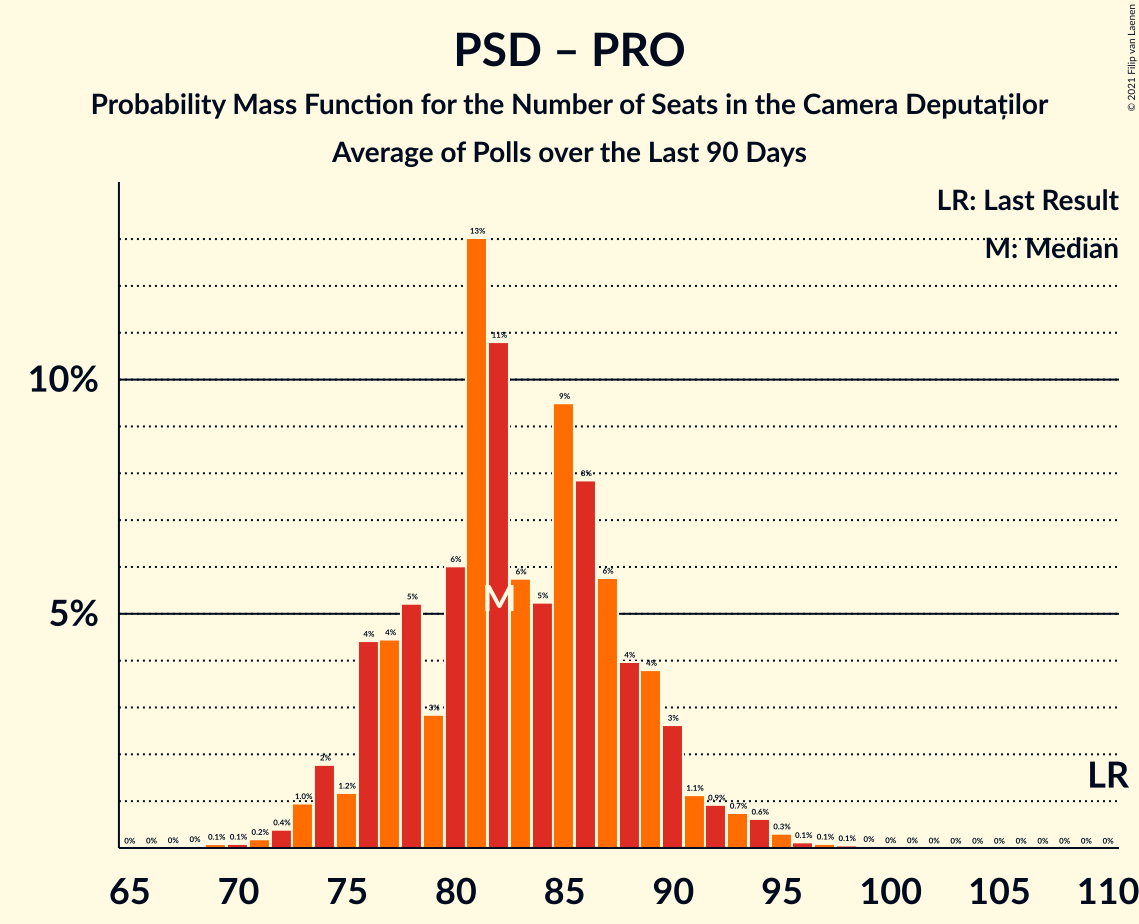 PSD – PRO
Probability Mass Function for the Number of Seats in the Camera Deputaților
Average of Polls over the Last 90 Days
© 2021 Filip van Laenen
LR: Last Result
M: Median
10%
5%
0% 0% 0% 0% 0.1% 0.1% 0.2% 0.4% 1.0% 2% 1.2% 4% 4% 5% 3% 6% 13% 11% 6% 5% 9% 8% 6% 4% 4% 3% 1.1% 0.9% 0.7% 0.6% 0.3% 0.1% 0.1% 0.1% 0% 0% 0% 0% 0% 0% 0% 0% 0% 0% 0% 0%
M
LR
65 70 75 80 85 90 95 100 105 110